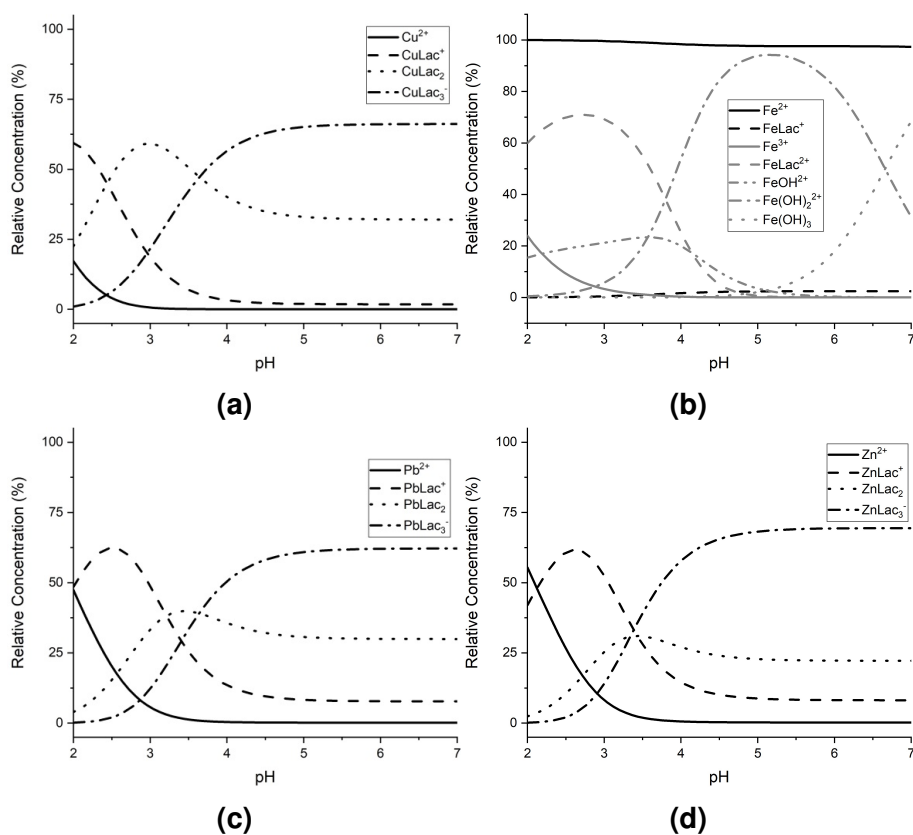 100
75
50
25
0
Relative Concentration (%)
Cu²⁺
CuLac⁺
CuLac₂
CuLac₃⁻
2 3 4 5 6 7
pH
(a)
100
80
60
40
20
0
Relative Concentration (%)
Fe²⁺
FeLac⁺
Fe³⁺
FeLac²⁺
FeOH²⁺
Fe(OH)₂²⁺
Fe(OH)₃
2 3 4 5 6 7
pH
(b)
100
75
50
25
0
Relative Concentration (%)
Pb²⁺
PbLac⁺
PbLac₂
PbLac₃⁻
2 3 4 5 6 7
pH
(c)
100
75
50
25
0
Relative Concentration (%)
Zn²⁺
ZnLac⁺
ZnLac₂
ZnLac₃⁻
2 3 4 5 6 7
pH
(d)